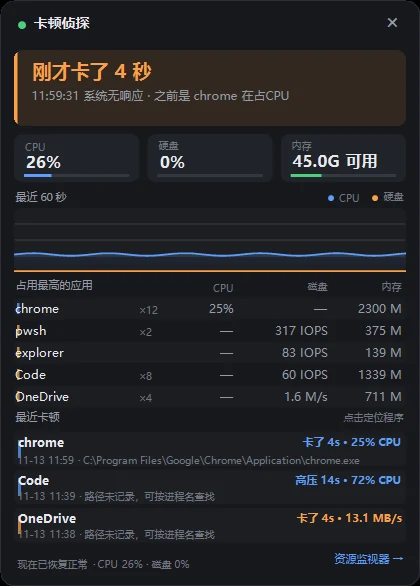 卡顿侦探 ✕
刚才卡了 4 秒
11:59:31 系统无响应 · 之前是 chrome 在占CPU
CPU 硬盘 内存
26% 0% 45.0G 可用
最近 60 秒 CPU 硬盘
占用最高的应用 CPU 磁盘 内存
chrome ×12 25% — 2300 M
pwsh ×2 — 317 IOPS 375 M
explorer — 83 IOPS 139 M
Code ×8 — 60 IOPS 1339 M
OneDrive ×4 — 1.6 M/s 711 M
最近卡顿 点击定位程序
chrome 卡了 4s • 25% CPU
11-13 11:59 · C:\Program Files\Google\Chrome\Application\chrome.exe
Code 高压 14s • 72% CPU
11-13 11:39 · 路径未记录，可按进程名查找
OneDrive 卡了 4s • 13.1 MB/s
11-13 11:38 · 路径未记录，可按进程名查找
现在已恢复正常 · CPU 26% · 磁盘 0% 资源监视器 →